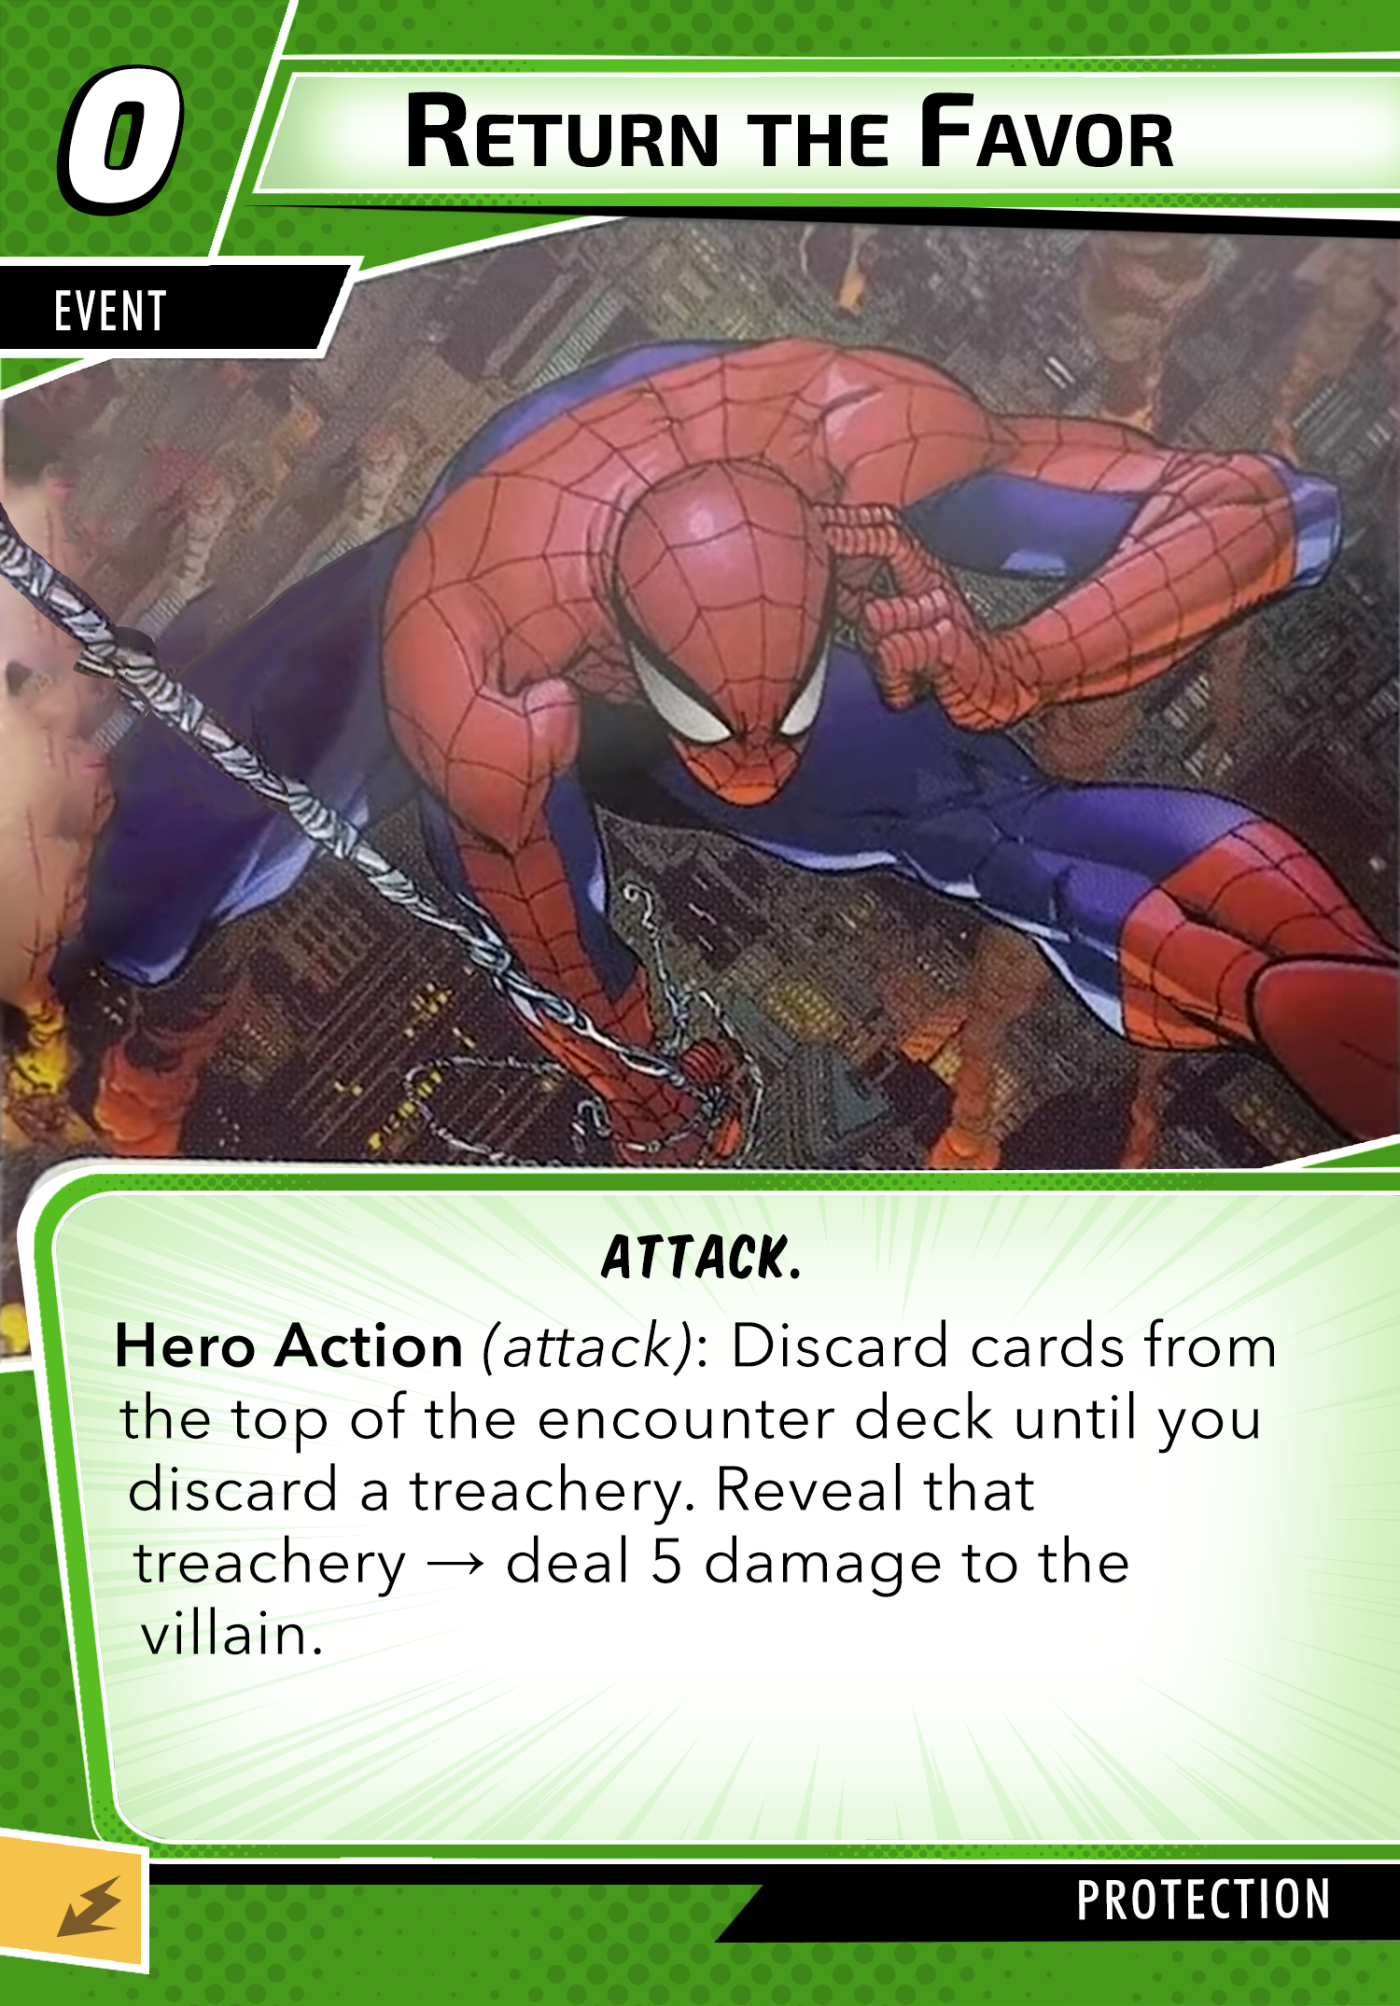 0
RETURN THE FAVOR
EVENT
ATTACK.
Hero Action (attack): Discard cards from
the top of the encounter deck until you
discard a treachery. Reveal that
treachery → deal 5 damage to the
villain.
PROTECTION